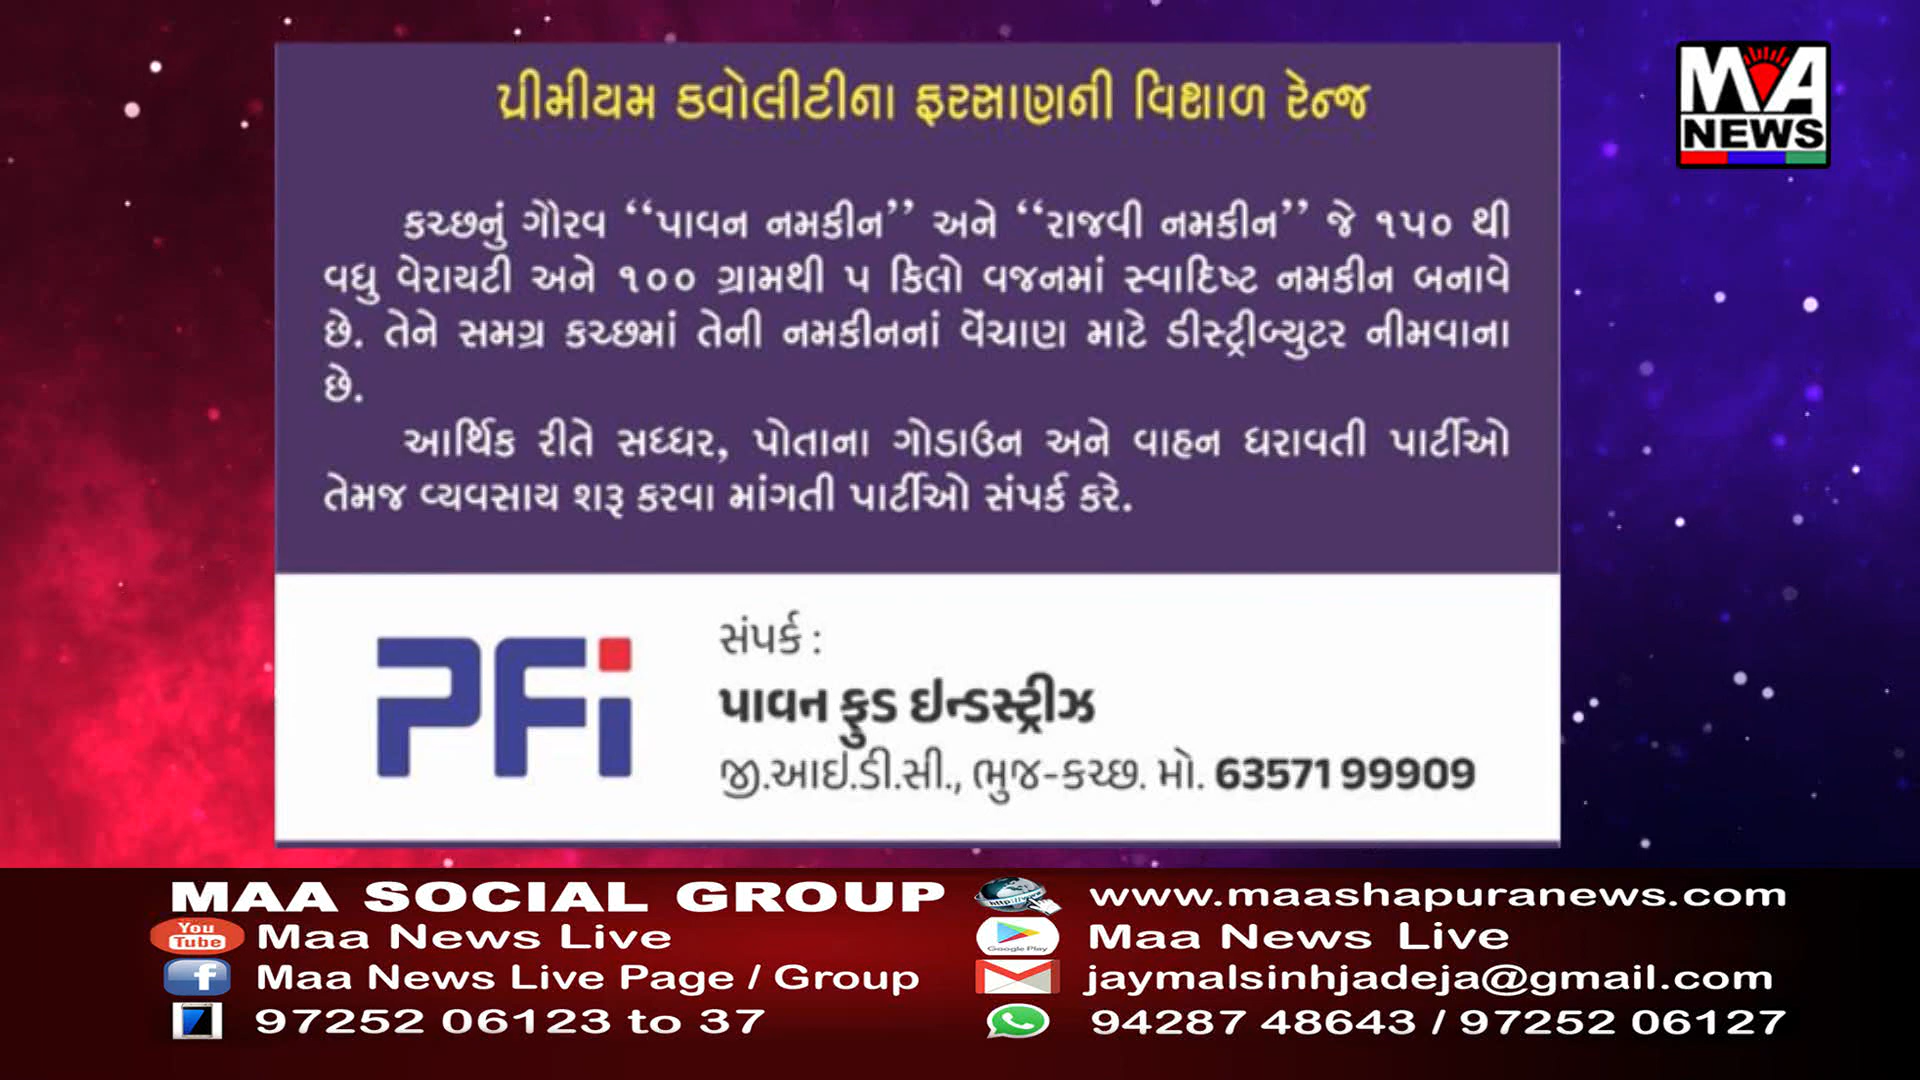 પ્રીમીયમ કવોલીટીના ફરસાણની વિશાળ રેન્જ
MAA
NEWS
કચ્છનું ગૌરવ ‘‘પાવન નમકીન’’ અને ‘‘રાજવી નમકીન’’ જે ૧૫૦ થી
વધુ વેરાયટી અને ૧૦૦ ગ્રામથી ૫ કિલો વજનમાં સ્વાદિષ્ટ નમકીન બનાવે
છે. તેને સમગ્ર કચ્છમાં તેની નમકીનનાં વેંચાણ માટે ડીસ્ટ્રીબ્યુટર નીમવાના
છે.
આર્થિક રીતે સધ્ધર, પોતાના ગોડાઉન અને વાહન ધરાવતી પાર્ટીઓ
તેમજ વ્યવસાય શરૂ કરવા માંગતી પાર્ટીઓ સંપર્ક કરે.
PFi
સંપર્ક :
પાવન ફુડ ઇન્ડસ્ટ્રીઝ
જી.આઇ.ડી.સી., ભુજ-કચ્છ. મો. 63571 99909
MAA SOCIAL GROUP
http:// www.maashapuranews.com
You Tube Maa News Live
Google Play Maa News Live
f Maa News Live Page / Group
jaymalsinhjadeja@gmail.com
97252 06123 to 37
94287 48643 / 97252 06127